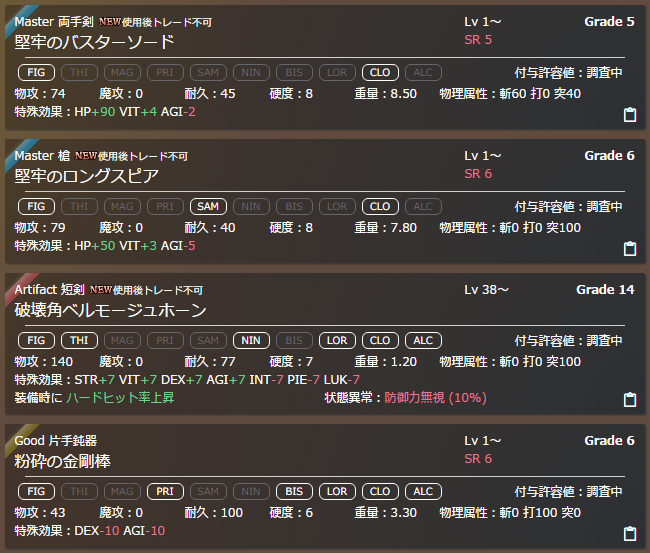 Master 両手剣 NEW使用後トレード不可 Lv 1～ Grade 5
堅牢のバスターソード SR 5
FIG THI MAG PRI SAM NIN BIS LOR CLO ALC 付与許容値：調査中
物攻：74 魔攻：0 耐久：45 硬度：8 重量：8.50 物理属性：斬60 打0 突40
特殊効果：HP+90 VIT+4 AGI-2
Master 槍 NEW使用後トレード不可 Lv 1～ Grade 6
堅牢のロングスピア SR 6
FIG THI MAG PRI SAM NIN BIS LOR CLO ALC 付与許容値：調査中
物攻：79 魔攻：0 耐久：40 硬度：8 重量：7.80 物理属性：斬0 打0 突100
特殊効果：HP+50 VIT+3 AGI-5
Artifact 短剣 NEW使用後トレード不可 Lv 38～ Grade 14
破壊角ベルモージュホーン
FIG THI MAG PRI SAM NIN BIS LOR CLO ALC 付与許容値：調査中
物攻：140 魔攻：0 耐久：77 硬度：7 重量：1.20 物理属性：斬0 打0 突100
特殊効果：STR+7 VIT+7 DEX+7 AGI+7 INT-7 PIE-7 LUK-7
装備時に ハードヒット率上昇 状態異常：防御力無視 (10%)
Good 片手鈍器 Lv 1～ Grade 6
粉砕の金剛棒 SR 6
FIG THI MAG PRI SAM NIN BIS LOR CLO ALC 付与許容値：調査中
物攻：43 魔攻：0 耐久：100 硬度：6 重量：3.30 物理属性：斬0 打100 突0
特殊効果：DEX-10 AGI-10